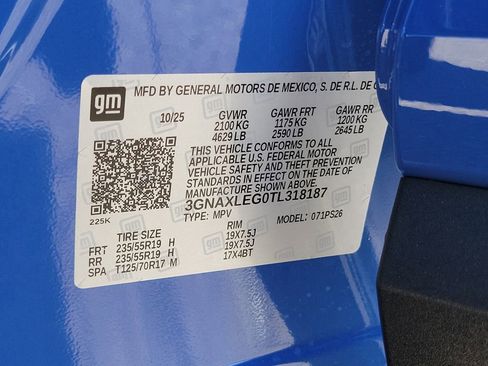 gm MFD BY GENERAL MOTORS DE MEXICO, S. DE R.L. DE C
10/25 GVWR GAWR FRT GAWR RR
2100 KG 1175 KG 1200 KG
4629 LB 2590 LB 2645 LB
THIS VEHICLE CONFORMS TO ALL
APPLICABLE U.S. FEDERAL MOTOR
VEHICLE SAFETY AND THEFT PREVENTION
STANDARDS IN EFFECT ON THE DATE OF
MANUFACTURE SHOWN ABOVE.
3GNAXLEG0TL318187
225K TYPE: MPV MODEL: 071PS26
TIRE SIZE RIM
FRT 235/55R19 H 19X7.5J
RR 235/55R19 H 19X7.5J
SPA T125/70R17 M 17X4BT